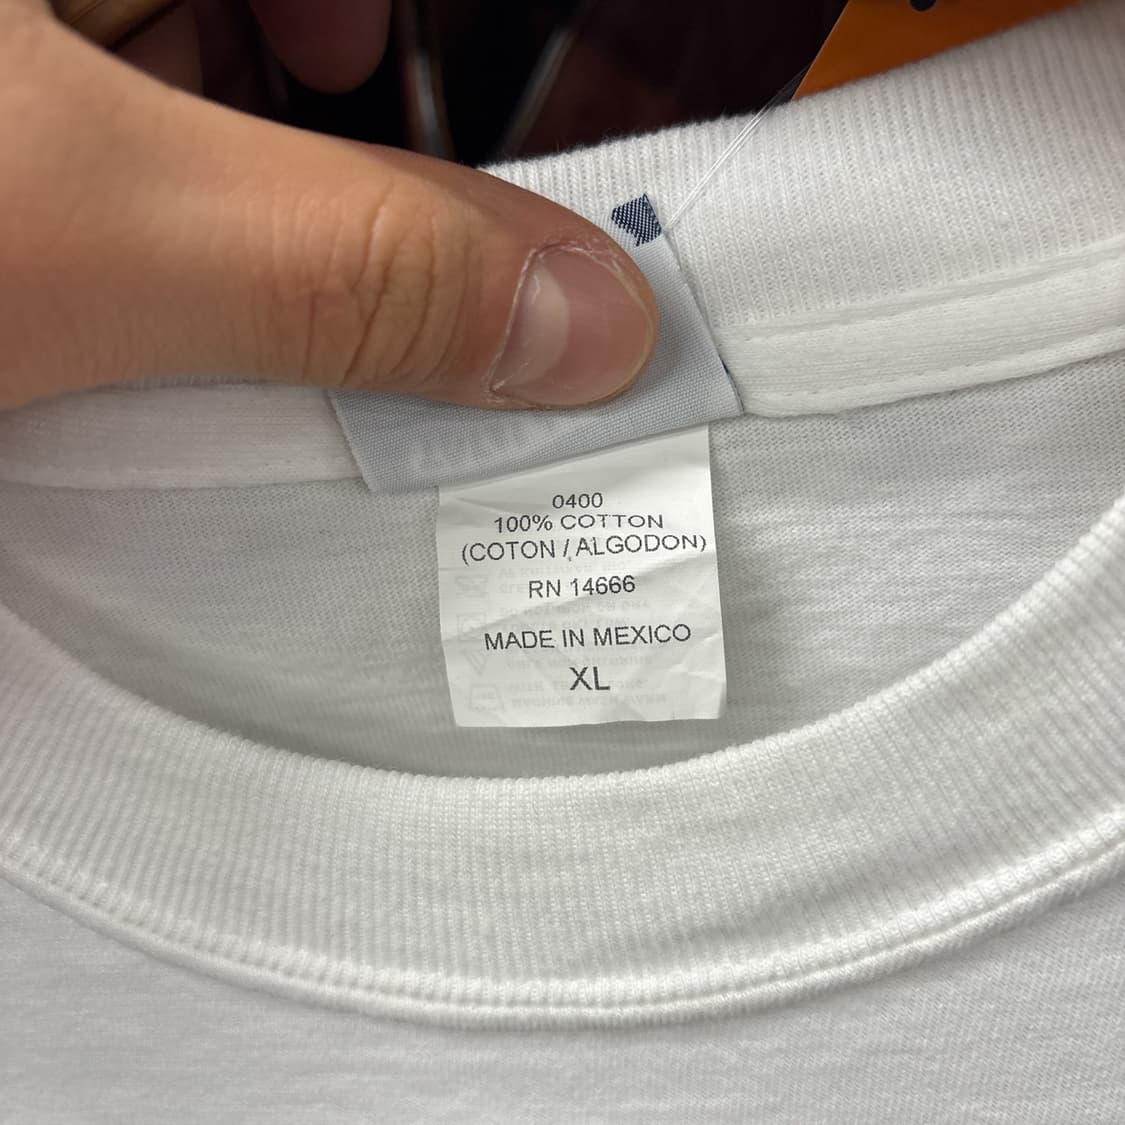 0400
100% COTTON
(COTON / ALGODON)
RN 14666
MADE IN MEXICO
XL